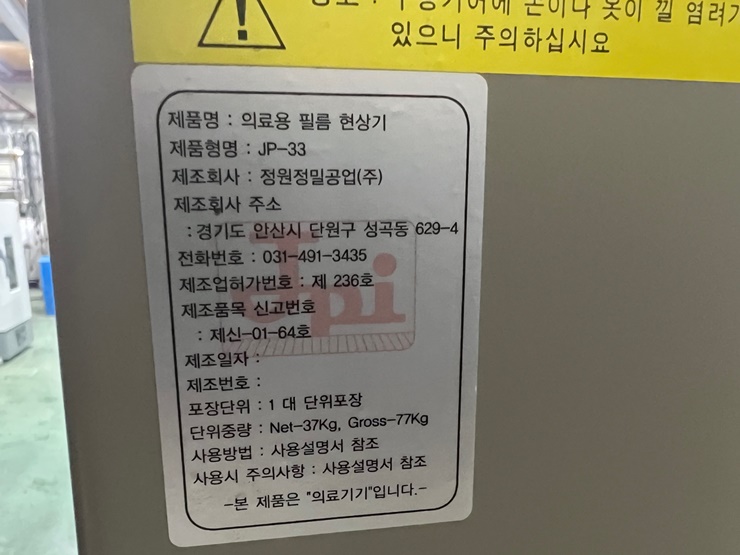 있으니 주의하십시요
제품명 : 의료용 필름 현상기
제품형명 : JP-33
제조회사 : 정원정밀공업(주)
제조회사 주소
: 경기도 안산시 단원구 성곡동 629-4
전화번호 : 031-491-3435
제조업허가번호 : 제 236호
제조품목 신고번호
: 제신-01-64호
제조일자 :
제조번호 :
포장단위 : 1 대 단위포장
단위중량 : Net-37Kg, Gross-77Kg
사용방법 : 사용설명서 참조
사용시 주의사항 : 사용설명서 참조
-본 제품은 "의료기기"입니다.-
Jpi